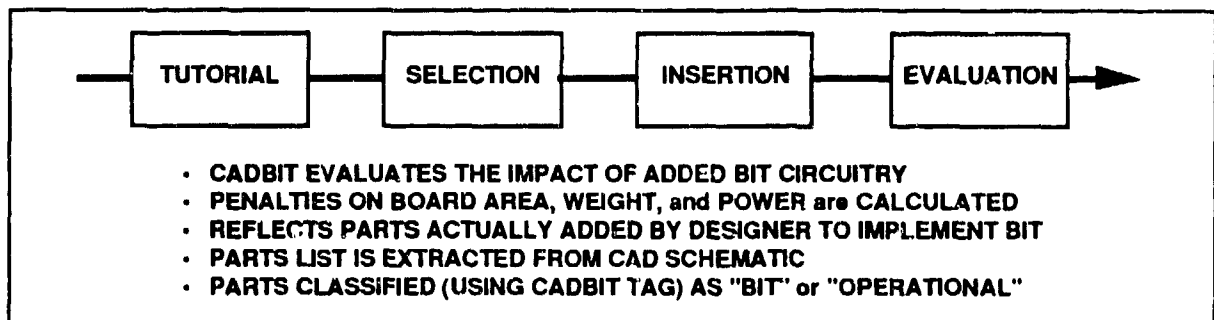 TUTORIAL SELECTION INSERTION EVALUATION
· CADBIT EVALUATES THE IMPACT OF ADDED BIT CIRCUITRY
· PENALTIES ON BOARD AREA, WEIGHT, and POWER are CALCULATED
· REFLECTS PARTS ACTUALLY ADDED BY DESIGNER TO IMPLEMENT BIT
· PARTS LIST IS EXTRACTED FROM CAD SCHEMATIC
· PARTS CLASSIFIED (USING CADBIT TAG) AS "BIT" or "OPERATIONAL"